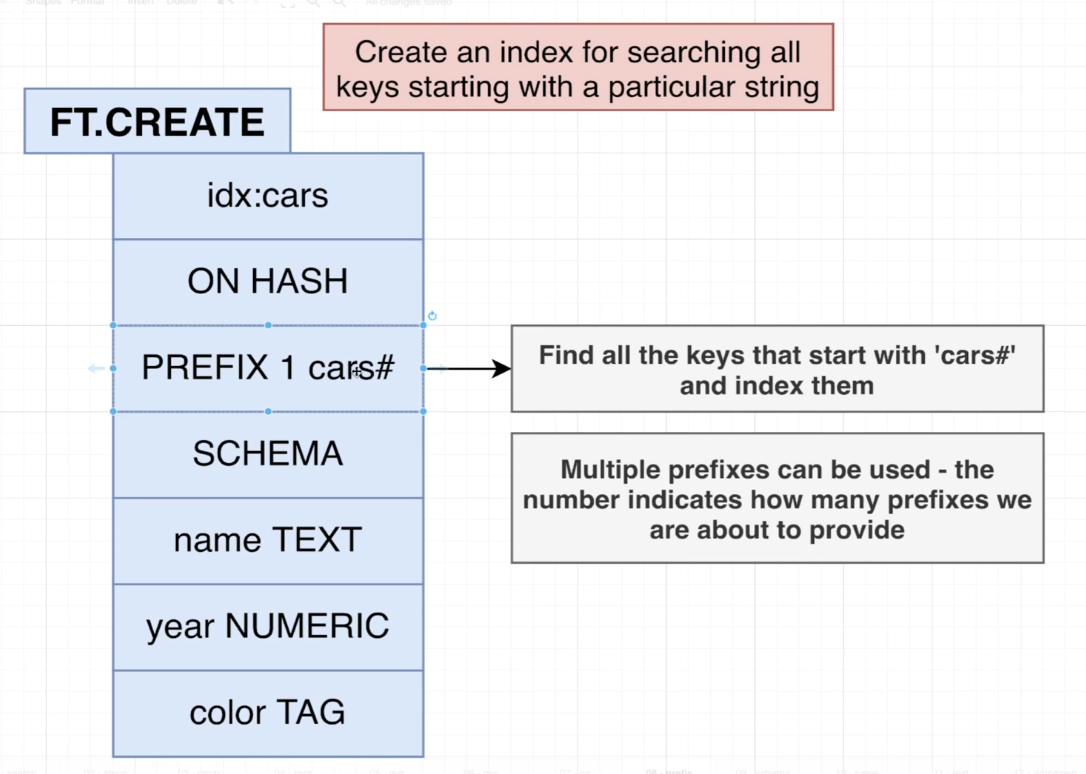 Shapes Format Insert Delete All changes saved
Create an index for searching all
keys starting with a particular string
FT.CREATE
idx:cars
ON HASH
PREFIX 1 cars#
Find all the keys that start with 'cars#'
and index them
SCHEMA
Multiple prefixes can be used - the
number indicates how many prefixes we
are about to provide
name TEXT
year NUMERIC
color TAG